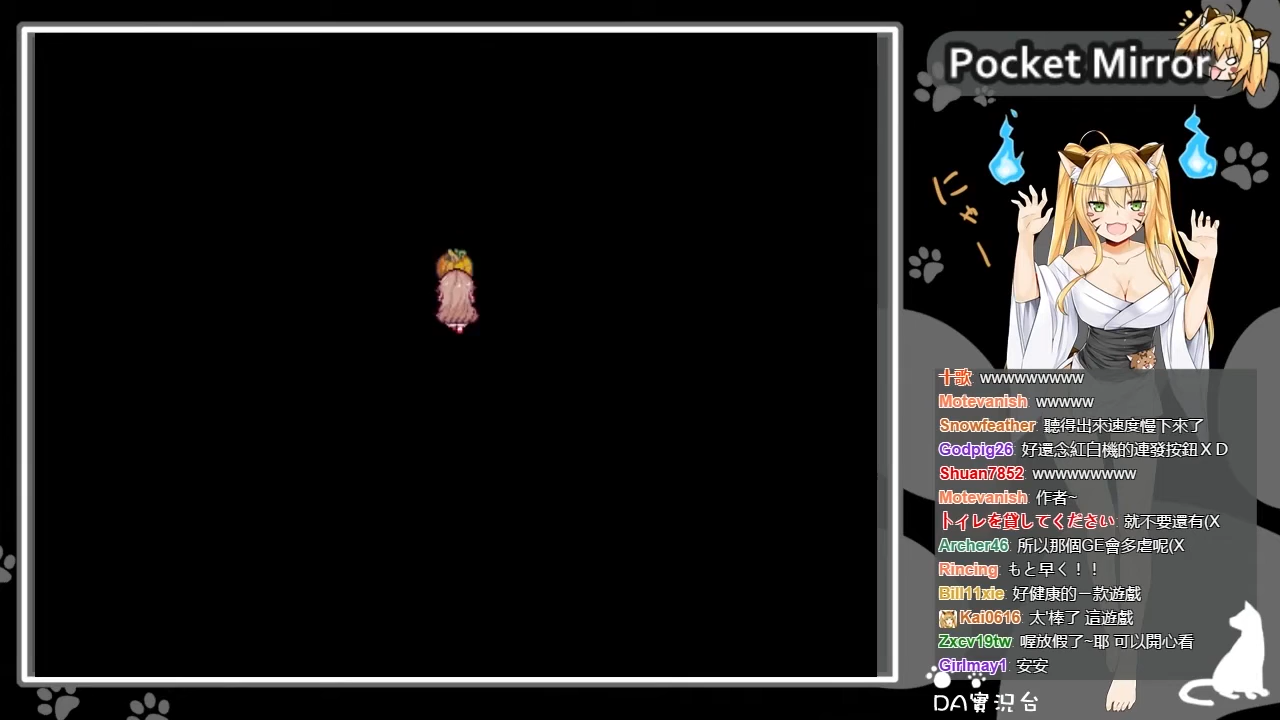 Pocket Mirror
にゃー
十歌: wwwwwwwww
Motevanish: wwwww
Snowfeather: 聽得出來速度慢下來了
Godpig26: 好還念紅白機的連發按鈕ＸＤ
Shuan7852: wwwwwwwww
Motevanish: 作者~
トイレを貸してください: 就不要還有(X
Archer46: 所以那個GE會多虐呢(X
Rincing: もと早く！！
Bill11xie: 好健康的一款遊戲
Kai0616: 太'棒了 這遊戲
Zxcv19tw: 喔放假了~耶 可以開心看
Girlmay1: 安安
DA實況台